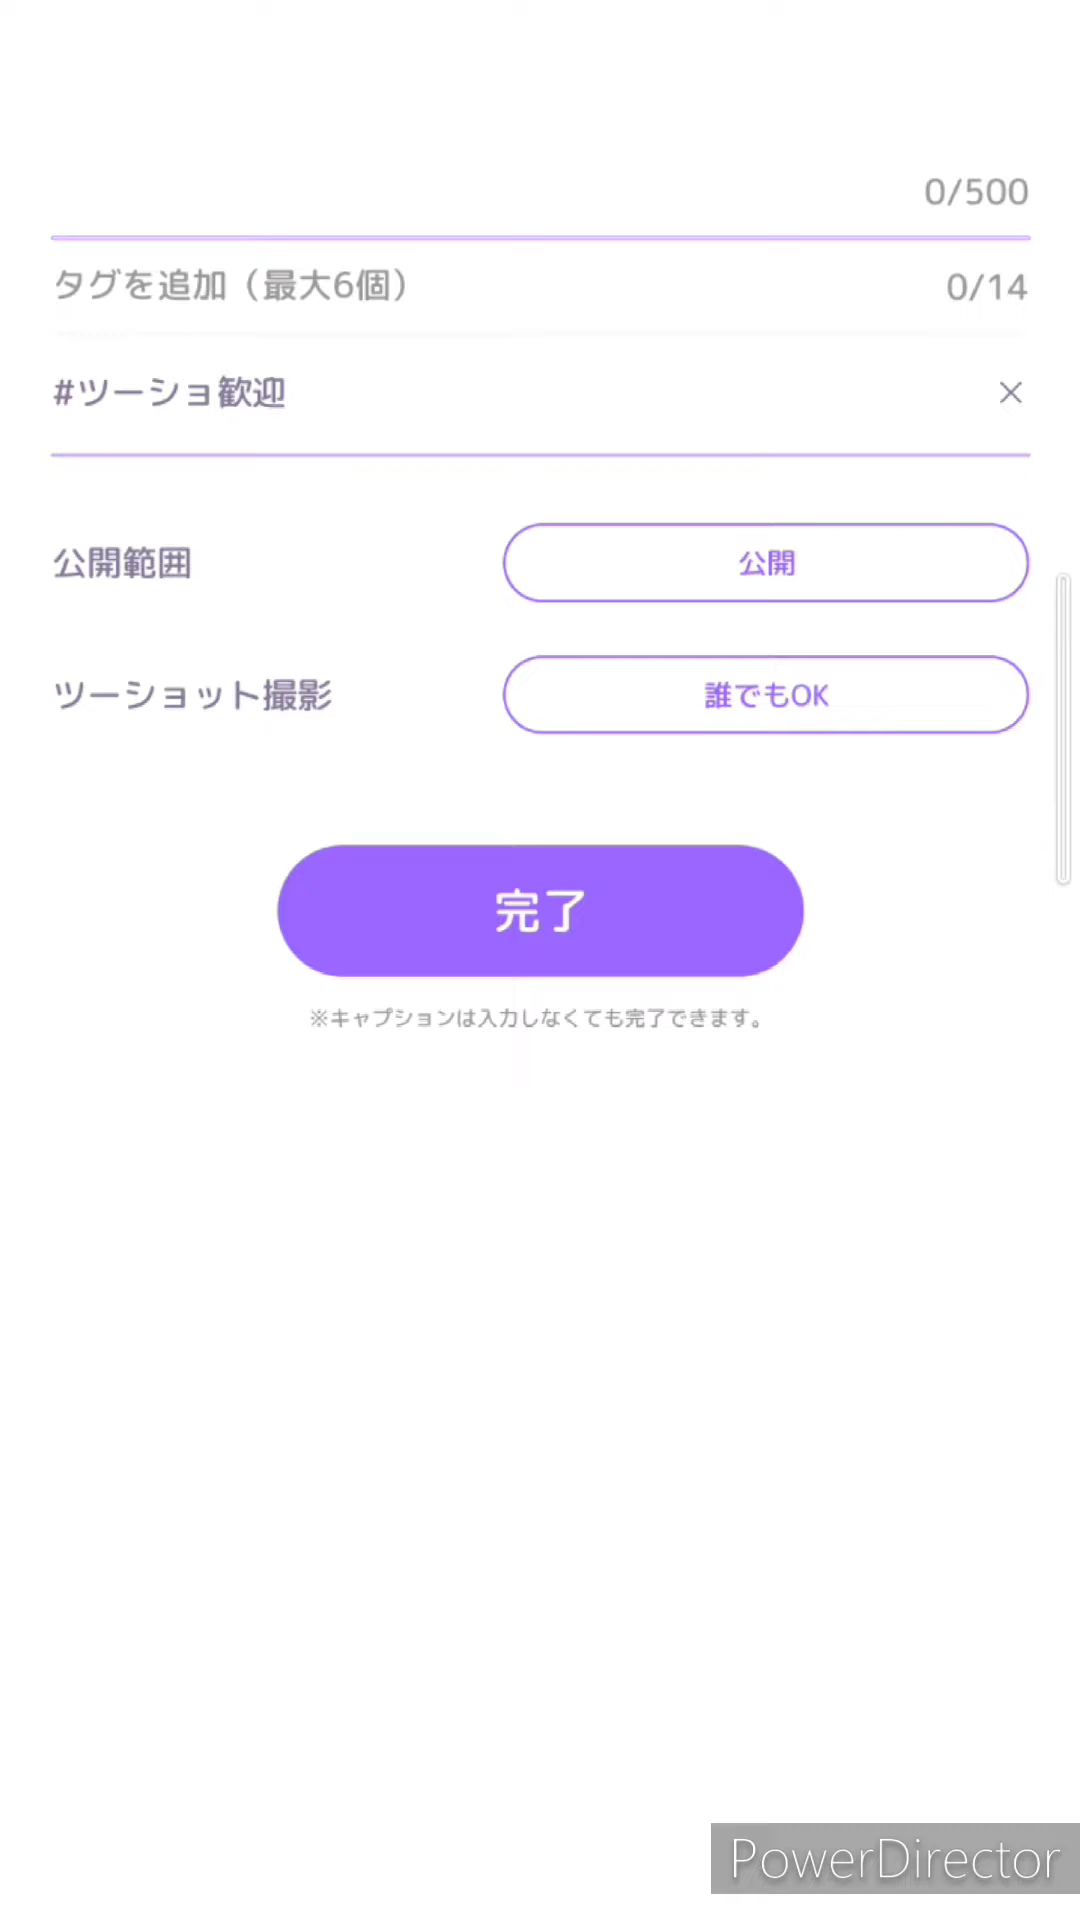 0/500
タグを追加（最大6個）
0/14
#ツーショ歓迎
×
公開範囲
公開
ツーショット撮影
誰でもOK
完了
※キャプションは入力しなくても完了できます。
PowerDirector